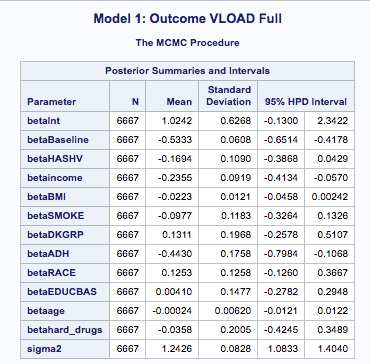 Model 1: Outcome VLOAD Full
The MCMC Procedure
Posterior Summaries and Intervals
Parameter N Mean Standard Deviation 95% HPD Interval
betaInt 6667 1.0242 0.6268 -0.1300 2.3422
betaBaseline 6667 -0.5333 0.0608 -0.6514 -0.4178
betaHASHV 6667 -0.1694 0.1090 -0.3868 0.0429
betaincome 6667 -0.2355 0.0919 -0.4134 -0.0570
betaBMI 6667 -0.0223 0.0121 -0.0458 0.00242
betaSMOKE 6667 -0.0977 0.1183 -0.3264 0.1326
betaDKGRP 6667 0.1311 0.1968 -0.2578 0.5107
betaADH 6667 -0.4430 0.1758 -0.7984 -0.1068
betaRACE 6667 0.1253 0.1258 -0.1260 0.3667
betaEDUCBAS 6667 0.00410 0.1477 -0.2782 0.2948
betaage 6667 -0.00024 0.00620 -0.0121 0.0122
betahard_drugs 6667 -0.0358 0.2005 -0.4245 0.3489
sigma2 6667 1.2426 0.0828 1.0833 1.4040